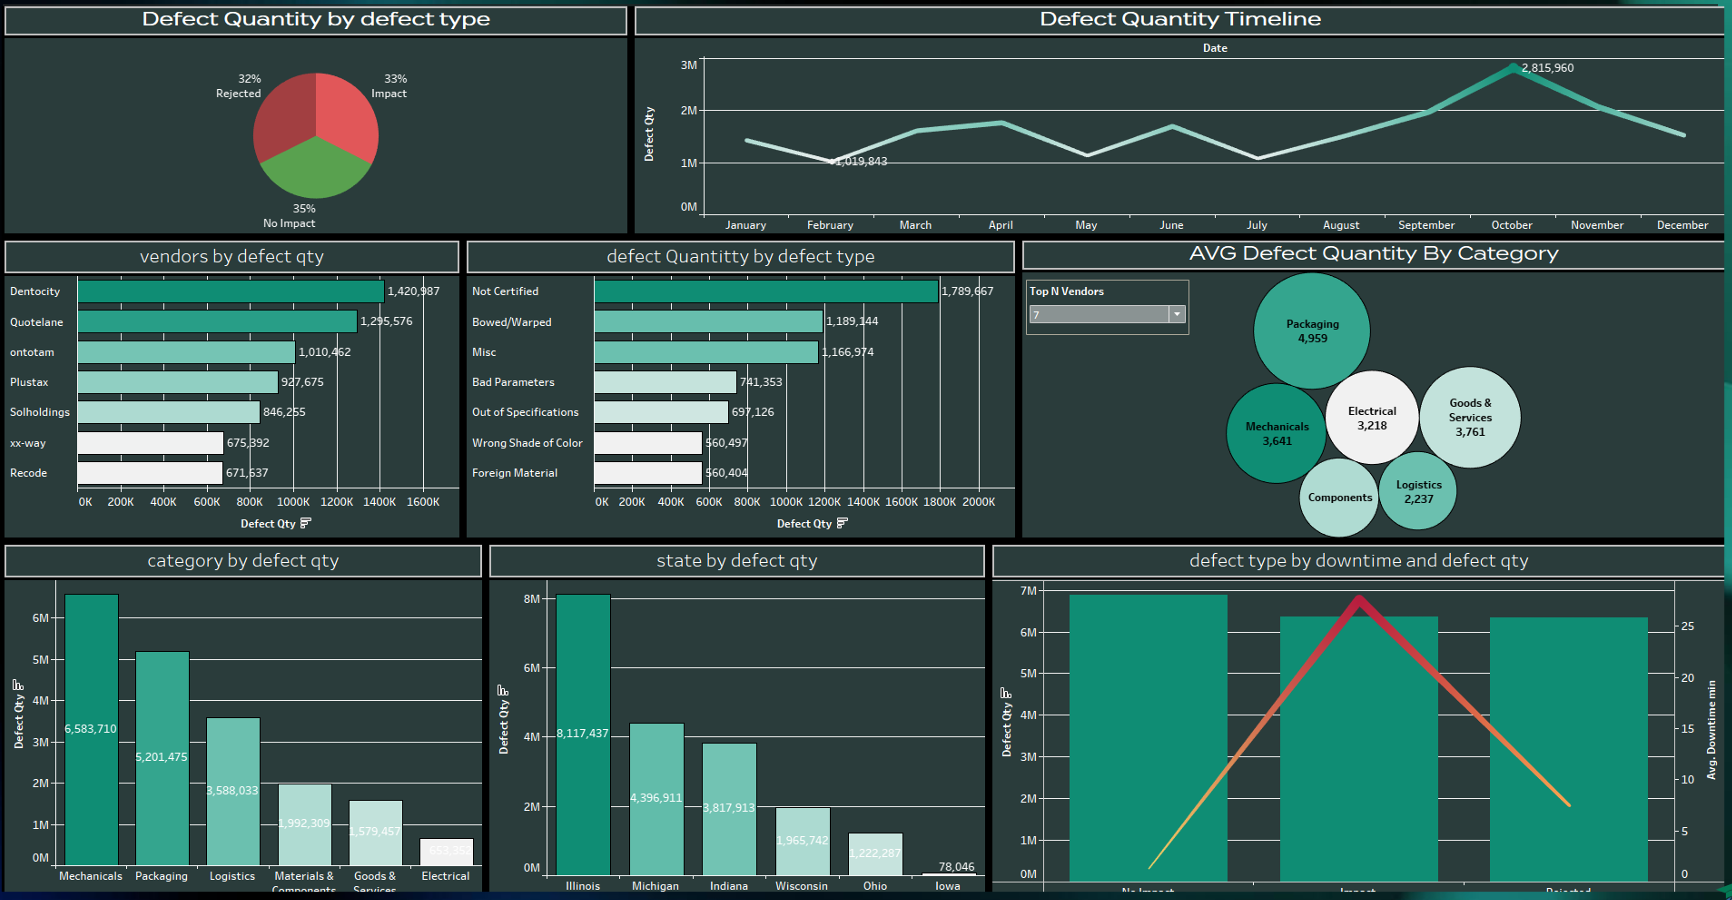 Defect Quantity by defect type
32%
Rejected
33%
Impact
35%
No Impact
Defect Quantity Timeline
Date
Defect Qty
3M
2M
1M
0M
2,815,960
1,019,843
January
February
March
April
May
June
July
August
September
October
November
December
vendors by defect qty
Dentocity
1,420,987
Quotelane
1,295,576
ontotam
1,010,462
Plustax
927,675
Solholdings
846,255
xx-way
675,392
Recode
671,637
0K
200K
400K
600K
800K
1000K
1200K
1400K
1600K
Defect Qty
defect Quantitty by defect type
Not Certified
1,789,667
Bowed/Warped
1,189,144
Misc
1,166,974
Bad Parameters
741,353
Out of Specifications
697,126
Wrong Shade of Color
560,497
Foreign Material
560,404
0K
200K
400K
600K
800K
1000K
1200K
1400K
1600K
1800K
2000K
Defect Qty
AVG Defect Quantity By Category
Top N Vendors
7
Packaging
4,959
Mechanicals
3,641
Electrical
3,218
Goods &
Services
3,761
Components
Logistics
2,237
category by defect qty
Defect Qty
6M
5M
4M
3M
2M
1M
0M
6,583,710
5,201,475
3,588,033
1,992,309
1,579,457
Mechanicals
Packaging
Logistics
Materials &
Components
Goods &
Services
Electrical
state by defect qty
Defect Qty
8M
6M
4M
2M
0M
8,117,437
4,396,911
3,817,913
1,965,742
1,222,287
78,046
Illinois
Michigan
Indiana
Wisconsin
Ohio
Iowa
defect type by downtime and defect qty
Defect Qty
7M
6M
5M
4M
3M
2M
1M
0M
25
20
15
10
5
0
Avg. Downtime min
No Impact
Impact
Rejected